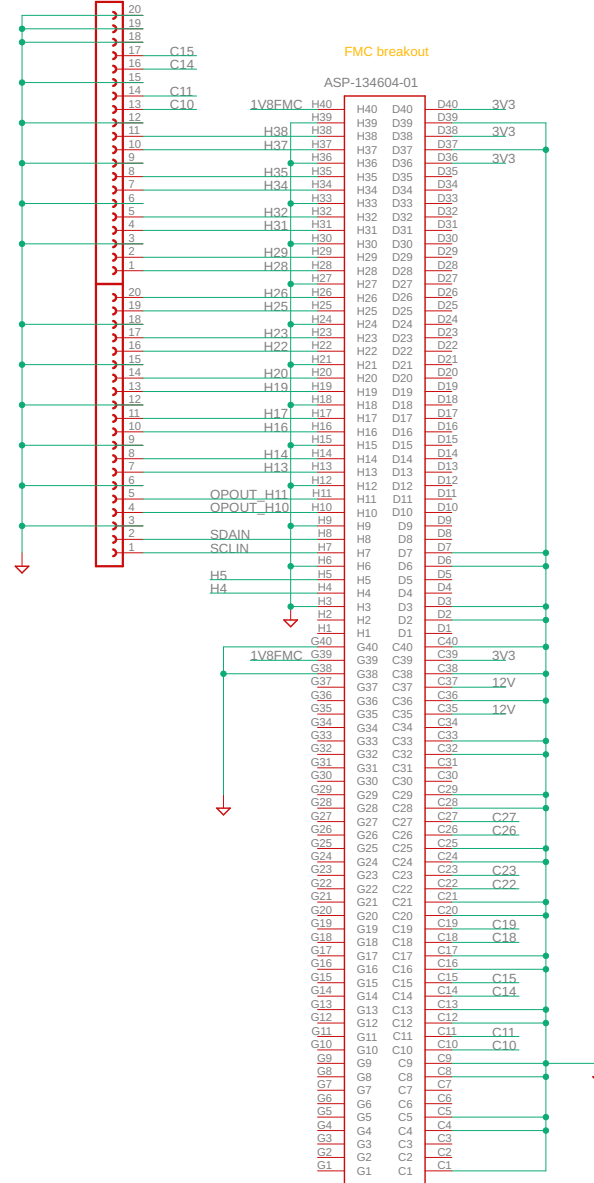 20
19
18
17 C15
FMC breakout
16 C14
15
ASP-134604-01
14 C11
13 C10 1V8FMC H40 H40 D40 D40 3V3
12 H39 H39 D39 D39
11 H38 H38 H38 D38 D38 3V3
10 H37 H37 H37 D37 D37
9 H36 H36 D36 D36 3V3
8 H35 H35 H35 D35 D35
7 H34 H34 H34 D34 D34
6 H33 H33 D33 D33
5 H32 H32 H32 D32 D32
4 H31 H31 H31 D31 D31
3 H30 H30 D30 D30
2 H29 H29 H29 D29 D29
1 H28 H28 H28 D28 D28
H27 H27 D27 D27
20 H26 H26 H26 D26 D26
19 H25 H25 H25 D25 D25
18 H24 H24 D24 D24
17 H23 H23 H23 D23 D23
16 H22 H22 H22 D22 D22
15 H21 H21 D21 D21
14 H20 H20 H20 D20 D20
13 H19 H19 H19 D19 D19
12 H18 H18 D18 D18
11 H17 H17 H17 D17 D17
10 H16 H16 H16 D16 D16
9 H15 H15 D15 D15
8 H14 H14 H14 D14 D14
7 H13 H13 H13 D13 D13
6 H12 H12 D12 D12
5 OPOUT_H11 H11 H11 D11 D11
4 OPOUT_H10 H10 H10 D10 D10
3 H9 H9 D9 D9
2 SDAIN H8 H8 D8 D8
1 SCLIN H7 H7 D7 D7
H6 H6 D6 D6
H5 H5 H5 D5 D5
H4 H4 H4 D4 D4
H3 H3 D3 D3
H2 H2 D2 D2
H1 H1 D1 D1
G40 G40 C40 C40
1V8FMC G39 G39 C39 C39 3V3
G38 G38 C38 C38
G37 G37 C37 C37 12V
G36 G36 C36 C36
G35 G35 C35 C35 12V
G34 G34 C34 C34
G33 G33 C33 C33
G32 G32 C32 C32
G31 G31 C31 C31
G30 G30 C30 C30
G29 G29 C29 C29
G28 G28 C28 C28
G27 G27 C27 C27 C27
G26 G26 C26 C26 C26
G25 G25 C25 C25
G24 G24 C24 C24
G23 G23 C23 C23 C23
G22 G22 C22 C22 C22
G21 G21 C21 C21
G20 G20 C20 C20
G19 G19 C19 C19 C19
G18 G18 C18 C18 C18
G17 G17 C17 C17
G16 G16 C16 C16
G15 G15 C15 C15 C15
G14 G14 C14 C14 C14
G13 G13 C13 C13
G12 G12 C12 C12
G11 G11 C11 C11 C11
G10 G10 C10 C10 C10
G9 G9 C9 C9
G8 G8 C8 C8
G7 G7 C7 C7
G6 G6 C6 C6
G5 G5 C5 C5
G4 G4 C4 C4
G3 G3 C3 C3
G2 G2 C2 C2
G1 G1 C1 C1